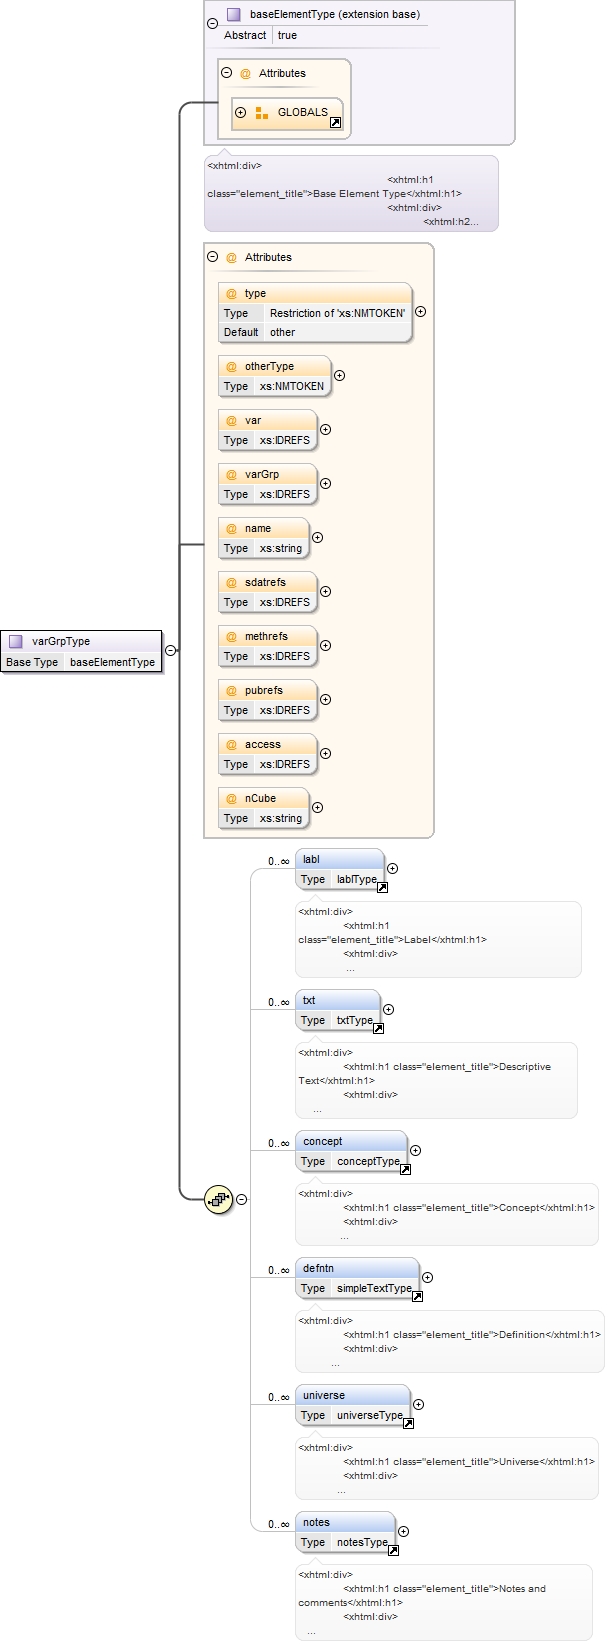 baseElementType (extension base)
Abstract true
Attributes
GLOBALS
<xhtml:div>
<xhtml:h1
class="element_title">Base Element Type</xhtml:h1>
<xhtml:div>
<xhtml:h2...
Attributes
type
Type Restriction of 'xs:NMTOKEN'
Default other
otherType
Type xs:NMTOKEN
var
Type xs:IDREFS
varGrp
Type xs:IDREFS
name
Type xs:string
sdatrefs
Type xs:IDREFS
methrefs
Type xs:IDREFS
varGrpType
Base Type baseElementType
pubrefs
Type xs:IDREFS
access
Type xs:IDREFS
nCube
Type xs:string
0..∞ labl
Type lablType
<xhtml:div>
<xhtml:h1
class="element_title">Label</xhtml:h1>
<xhtml:div>
...
0..∞ txt
Type txtType
<xhtml:div>
<xhtml:h1 class="element_title">Descriptive
Text</xhtml:h1>
<xhtml:div>
...
0..∞ concept
Type conceptType
<xhtml:div>
<xhtml:h1 class="element_title">Concept</xhtml:h1>
<xhtml:div>
...
0..∞ defntn
Type simpleTextType
<xhtml:div>
<xhtml:h1 class="element_title">Definition</xhtml:h1>
<xhtml:div>
...
0..∞ universe
Type universeType
<xhtml:div>
<xhtml:h1 class="element_title">Universe</xhtml:h1>
<xhtml:div>
...
0..∞ notes
Type notesType
<xhtml:div>
<xhtml:h1 class="element_title">Notes and
comments</xhtml:h1>
<xhtml:div>
...